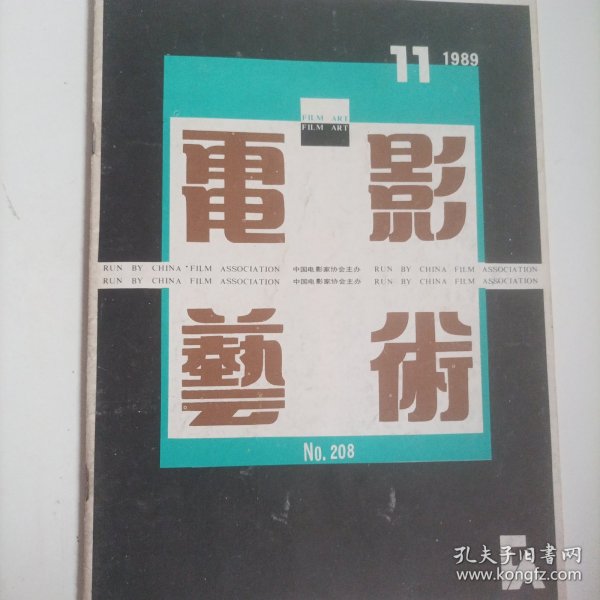 11 1989
FILM ART
FILM ART
電影
RUN BY CHINA FILM ASSOCIATION 中国电影家协会主办 RUN BY CHINA FILM ASSOCIATION
RUN BY CHINA FILM ASSOCIATION 中国电影家协会主办 RUN BY CHINA FILM ASSOCIATION
藝術
No. 208
孔夫子旧书网
www.kongfz.com